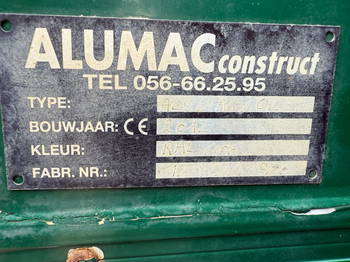 ALUMAC construct
TEL 056-66.25.95
TYPE:
BOUWJAAR: CE
KLEUR:
FABR. NR.: